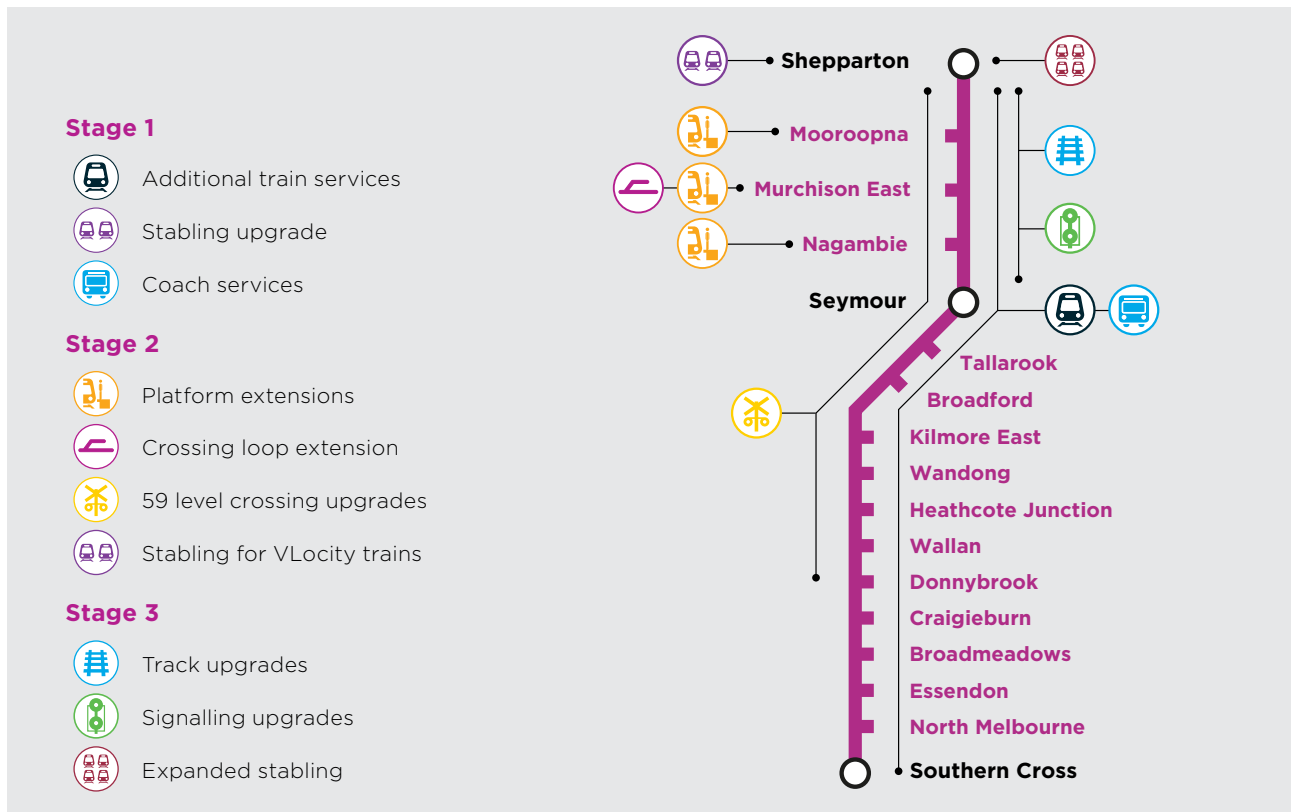 Stage 1
Additional train services
Stabling upgrade
Coach services
Stage 2
Platform extensions
Crossing loop extension
59 level crossing upgrades
Stabling for VLocity trains
Stage 3
Track upgrades
Signalling upgrades
Expanded stabling
Shepparton
Mooroopna
Murchison East
Nagambie
Seymour
Tallarook
Broadford
Kilmore East
Wandong
Heathcote Junction
Wallan
Donnybrook
Craigieburn
Broadmeadows
Essendon
North Melbourne
Southern Cross